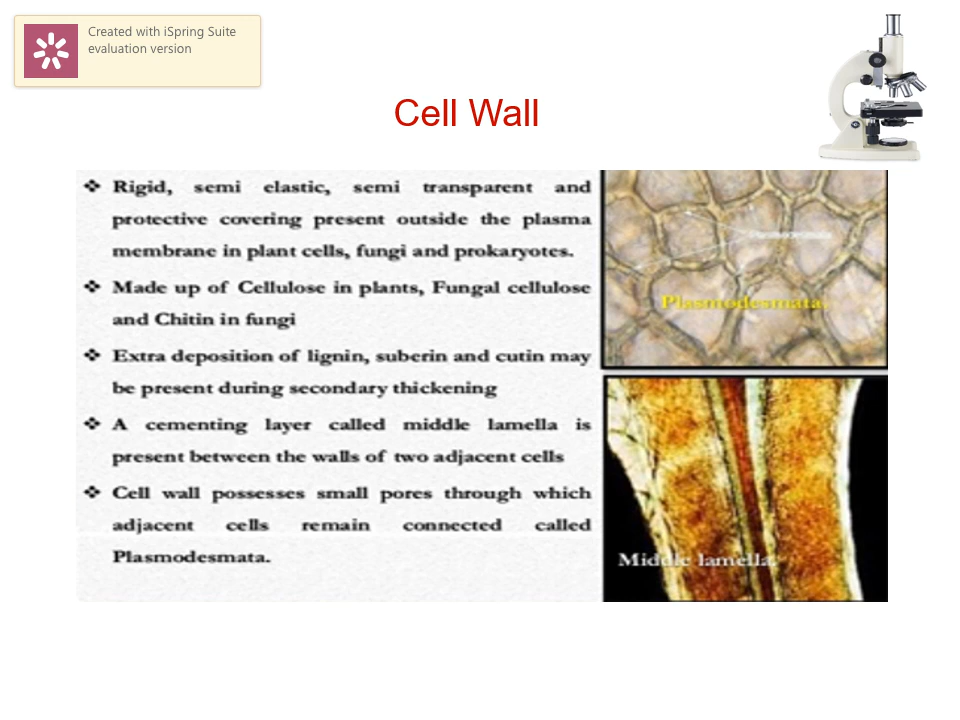 Created with iSpring Suite
evaluation version
Cell Wall
❖ Rigid, semi elastic, semi transparent and
protective covering present outside the plasma
membrane in plant cells, fungi and prokaryotes.
❖ Made up of Cellulose in plants, Fungal cellulose
and Chitin in fungi
❖ Extra deposition of lignin, suberin and cutin may
be present during secondary thickening
❖ A cementing layer called middle lamella is
present between the walls of two adjacent cells
❖ Cell wall possesses small pores through which
adjacent cells remain connected called
Plasmodesmata.
Plasmodesmata
Middle lamella